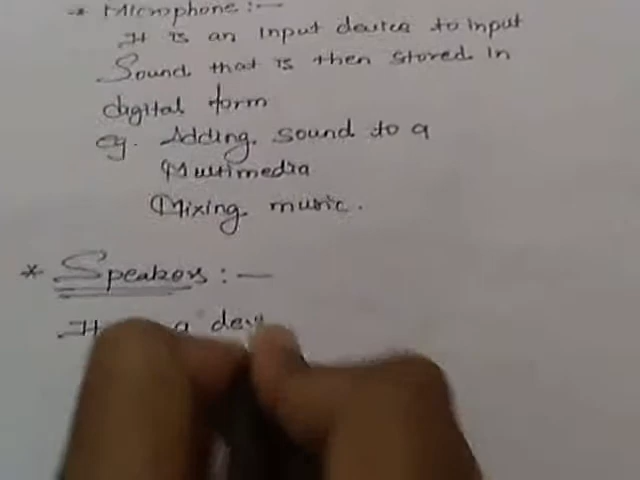 * Microphone : —
It is an input device to input
Sound that is then stored in
digital form
eg. Adding sound to a
Multimedia
Mixing music.
* Speakers : —
It a dev